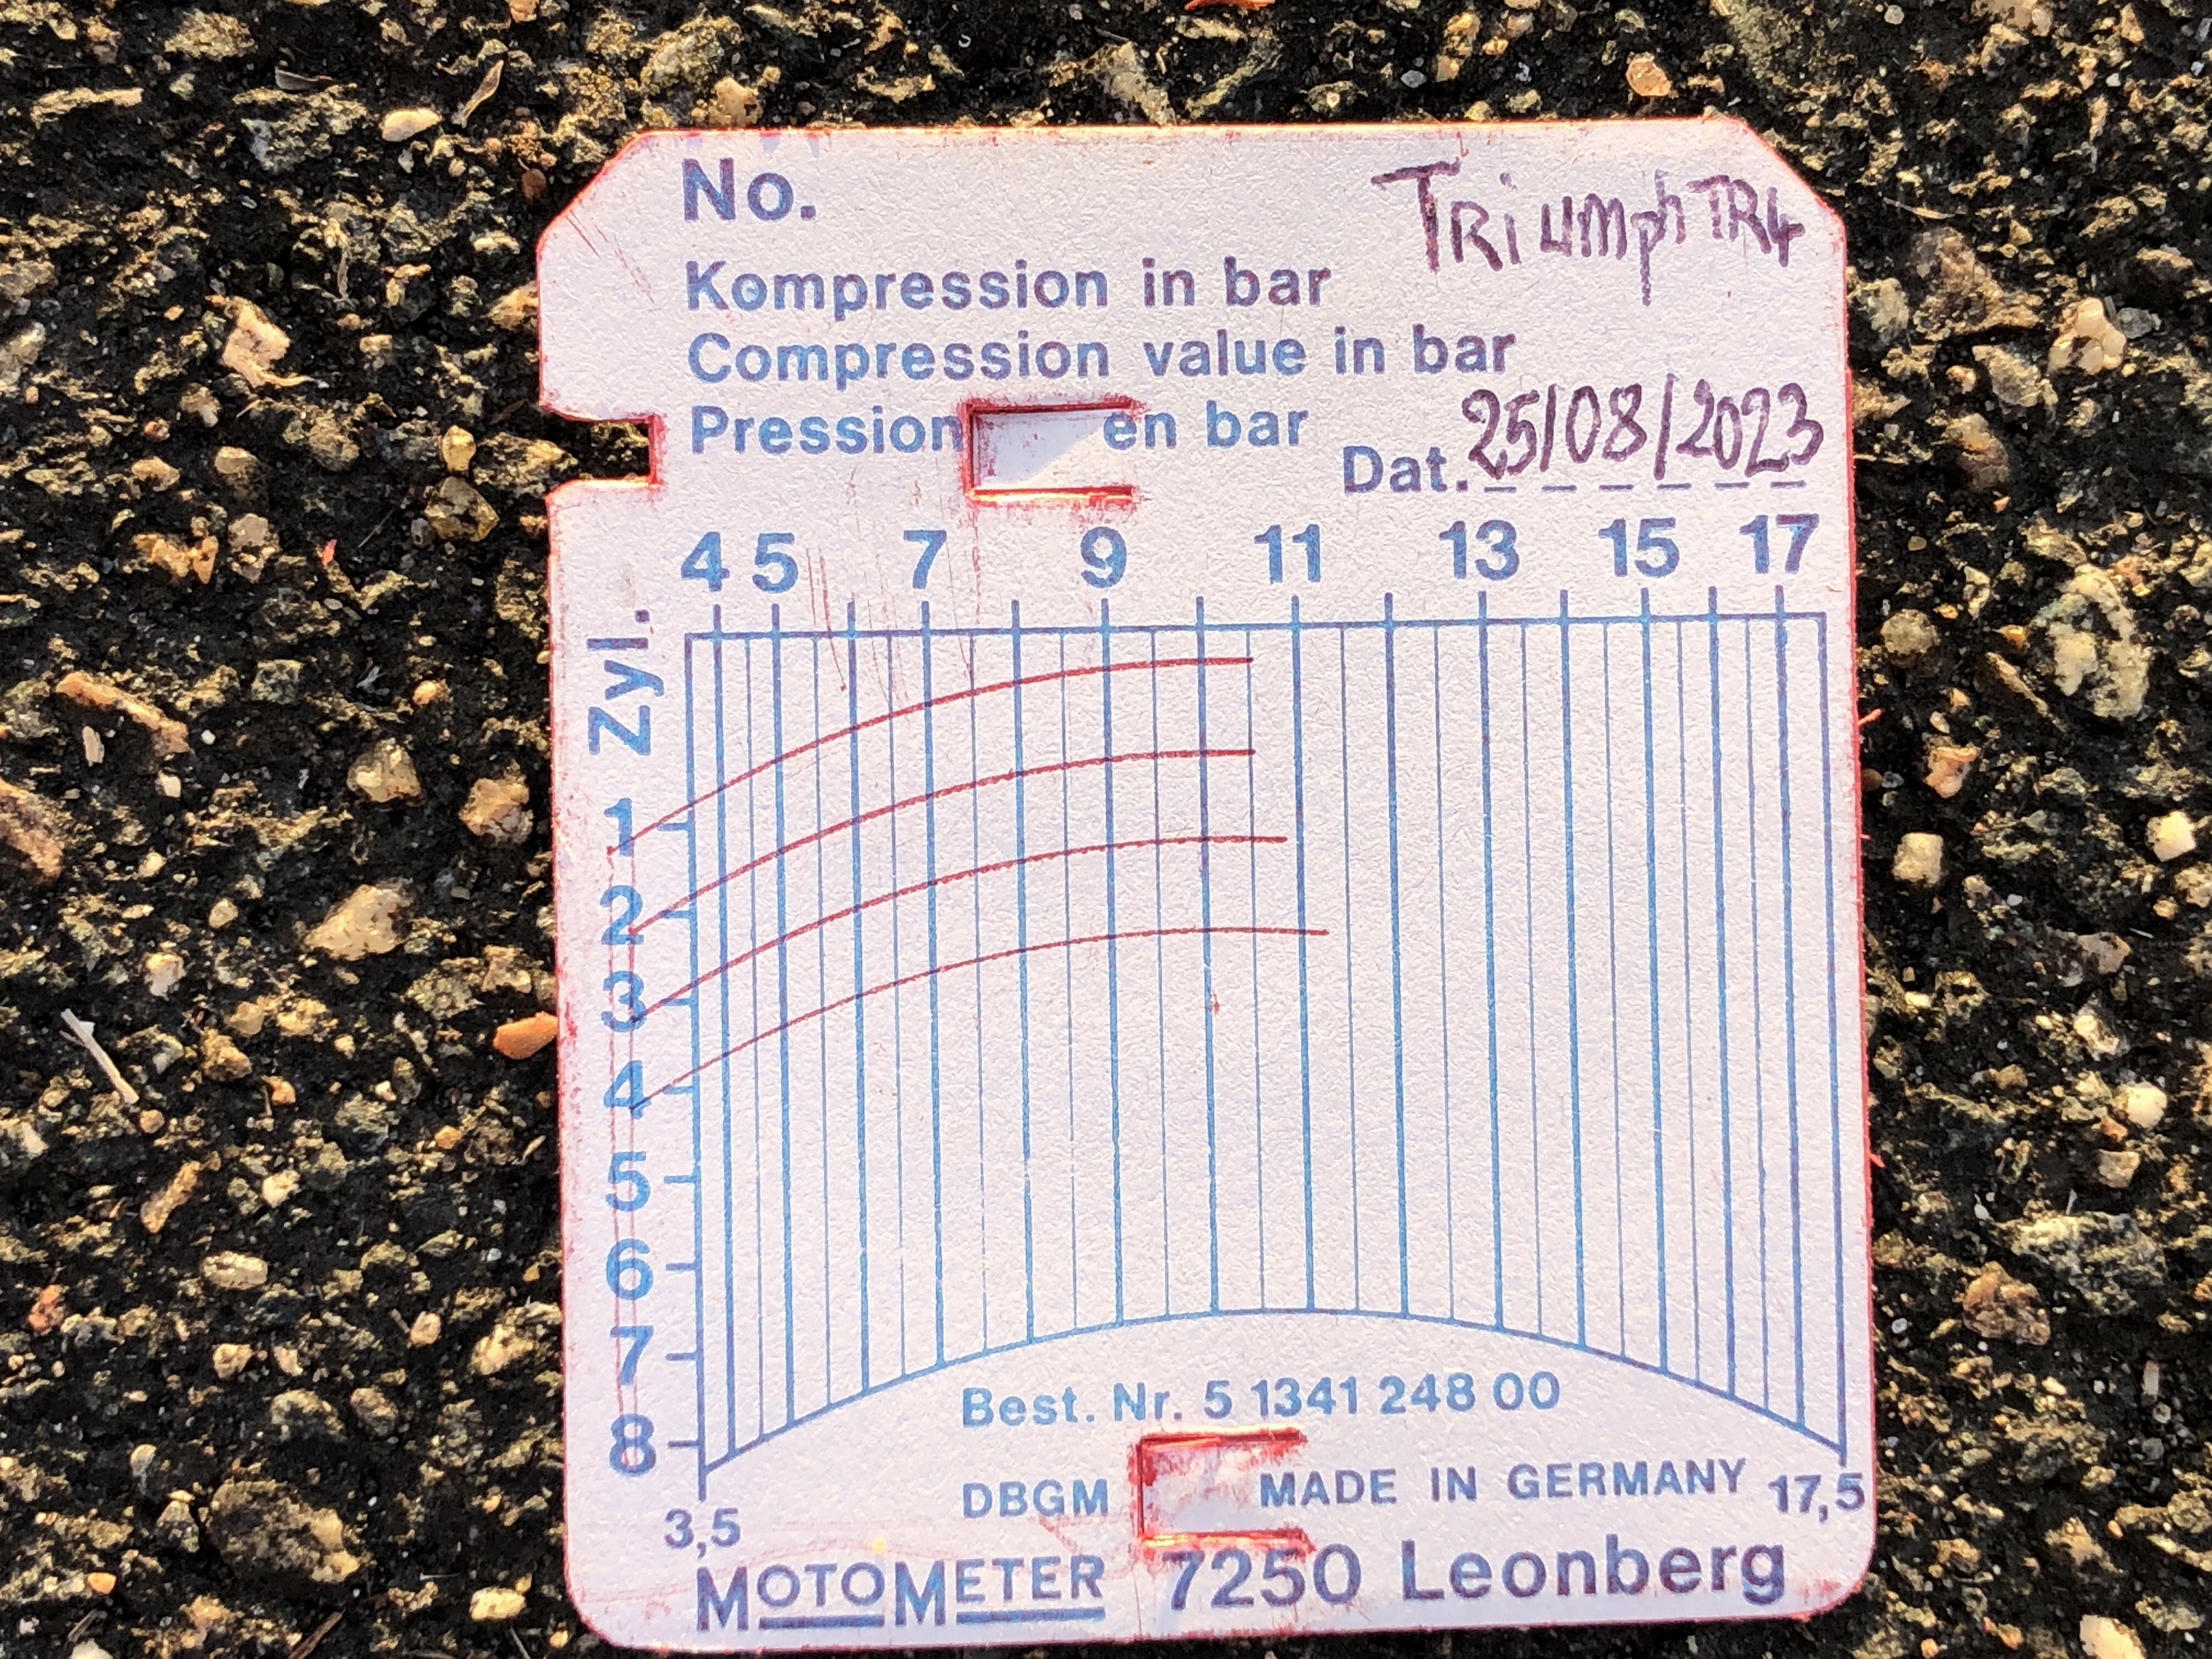 No.
Triumph TR4
Kompression in bar
Compression value in bar
Pression en bar
Dat. 25/08/2023
4 5 7 9 11 13 15 17
Zyl.
1
2
3
4
5
6
7
8
Best. Nr. 5 1341 248 00
DBGM MADE IN GERMANY
3,5
17,5
MOTOMETER 7250 Leonberg